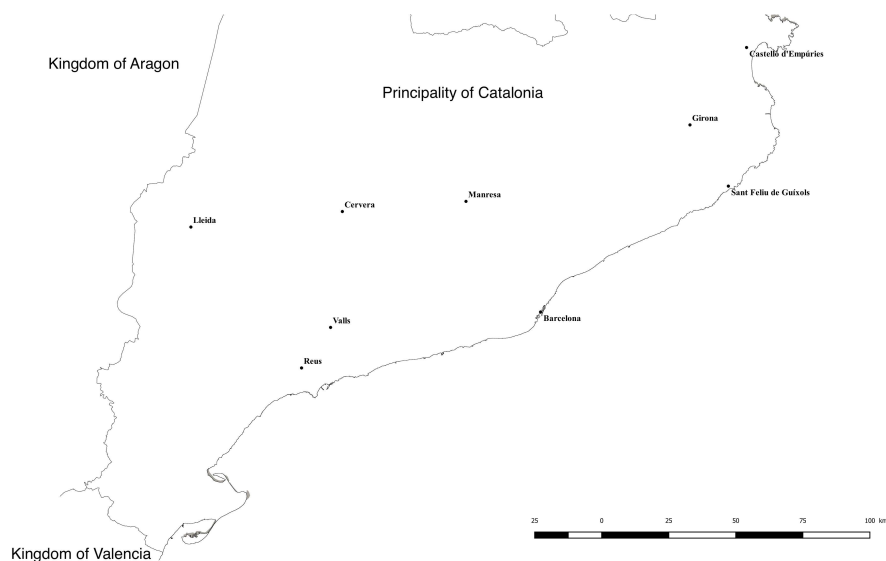 Castelló d'Empúries
Kingdom of Aragon
Principality of Catalonia
Girona
Sant Feliu de Guíxols
Manresa
Cervera
Lleida
Barcelona
Valls
Reus
25 0 25 50 75 100 km
Kingdom of Valencia